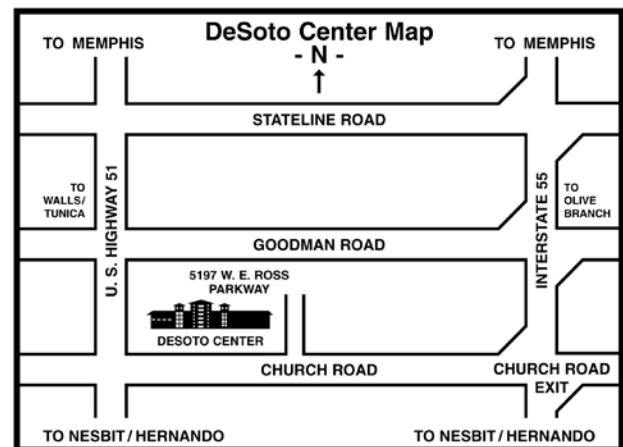 DeSoto Center Map
- N -
TO MEMPHIS
TO MEMPHIS
STATELINE ROAD
U. S. HIGHWAY 51
INTERSTATE 55
TO
WALLS/
TUNICA
TO
OLIVE
BRANCH
GOODMAN ROAD
5197 W. E. ROSS
PARKWAY
DESOTO CENTER
CHURCH ROAD
CHURCH ROAD
EXIT
TO NESBIT / HERNANDO
TO NESBIT / HERNANDO